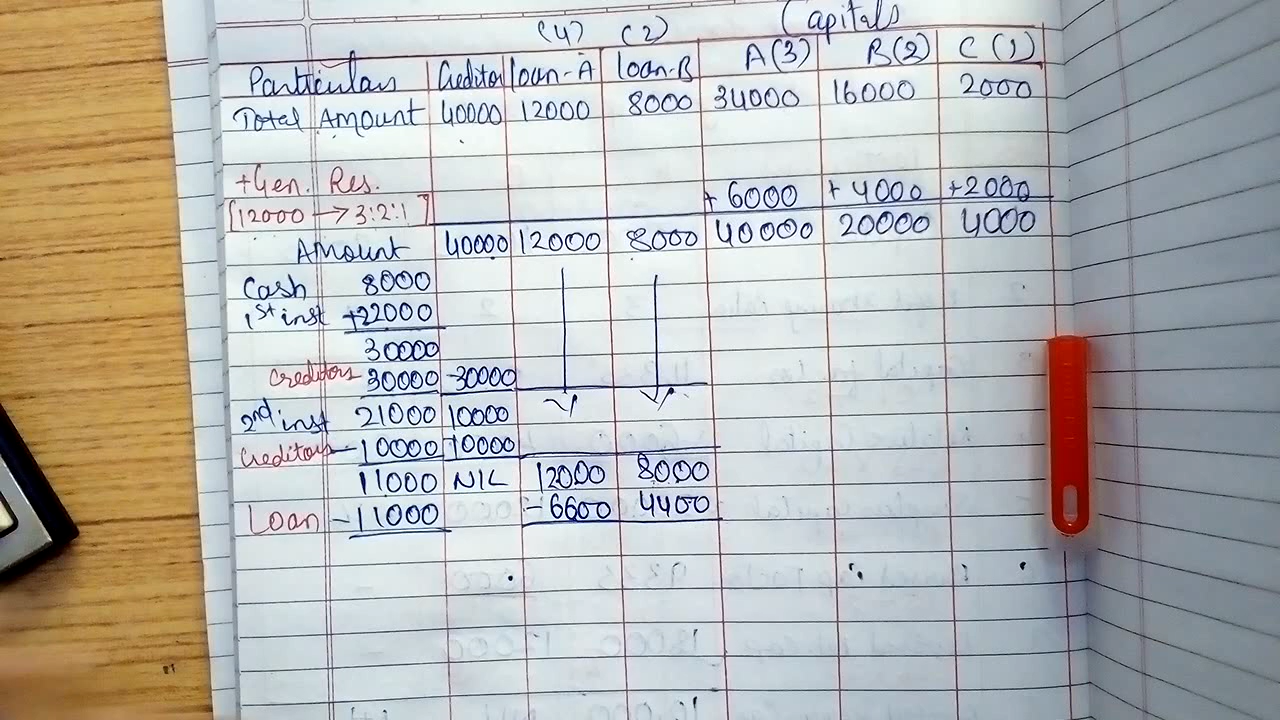 (4) (2) Capitals
Particulars Creditor loan-A loan-B A(3) B(2) C(1)
Total Amount 40000 12000 8000 34000 16000 2000
+Gen. Res. + 6000 + 4000 +2000
[12000 → 3:2:1]
Amount 40000 12000 8000 40000 20000 4000
Cash 8000
1st inst +22000
30000
Creditors 30000 -30000
2nd inst 21000 10000
Creditors -10000 10000
11000 NIL 12000 8000
Loan -11000 -6600 4400